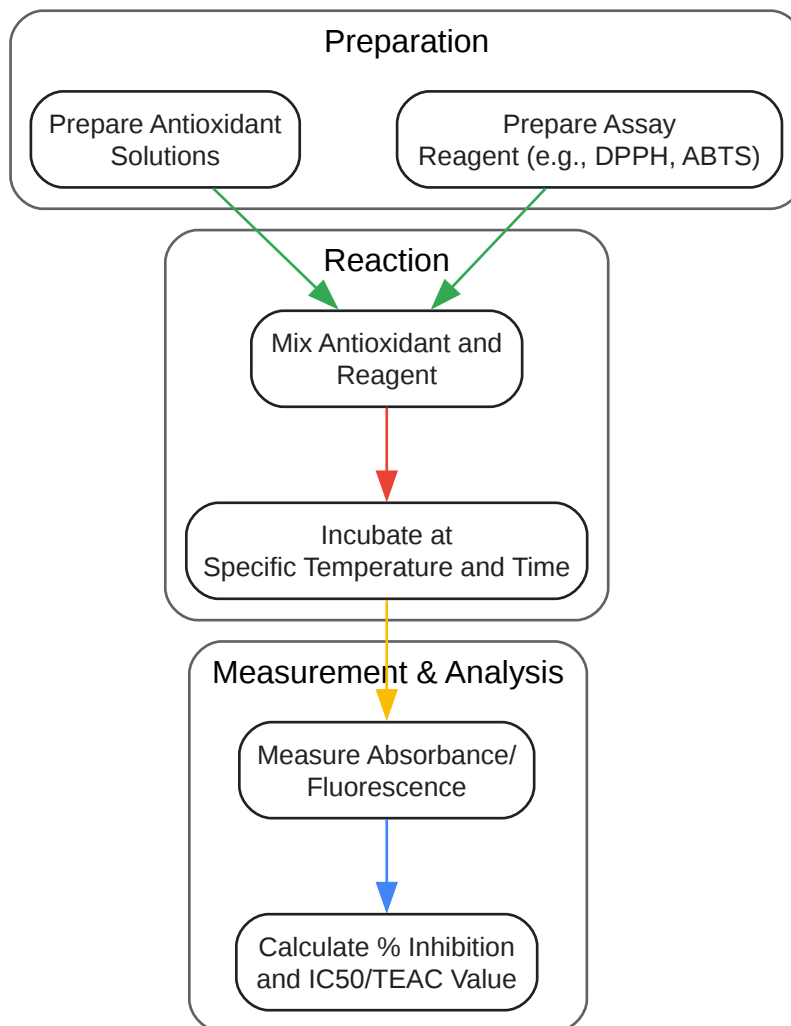 Preparation
Prepare Antioxidant
Solutions
Prepare Assay
Reagent (e.g., DPPH, ABTS)
Reaction
Mix Antioxidant and
Reagent
Incubate at
Specific Temperature and Time
Measurement & Analysis
Measure Absorbance/
Fluorescence
Calculate % Inhibition
and IC50/TEAC Value